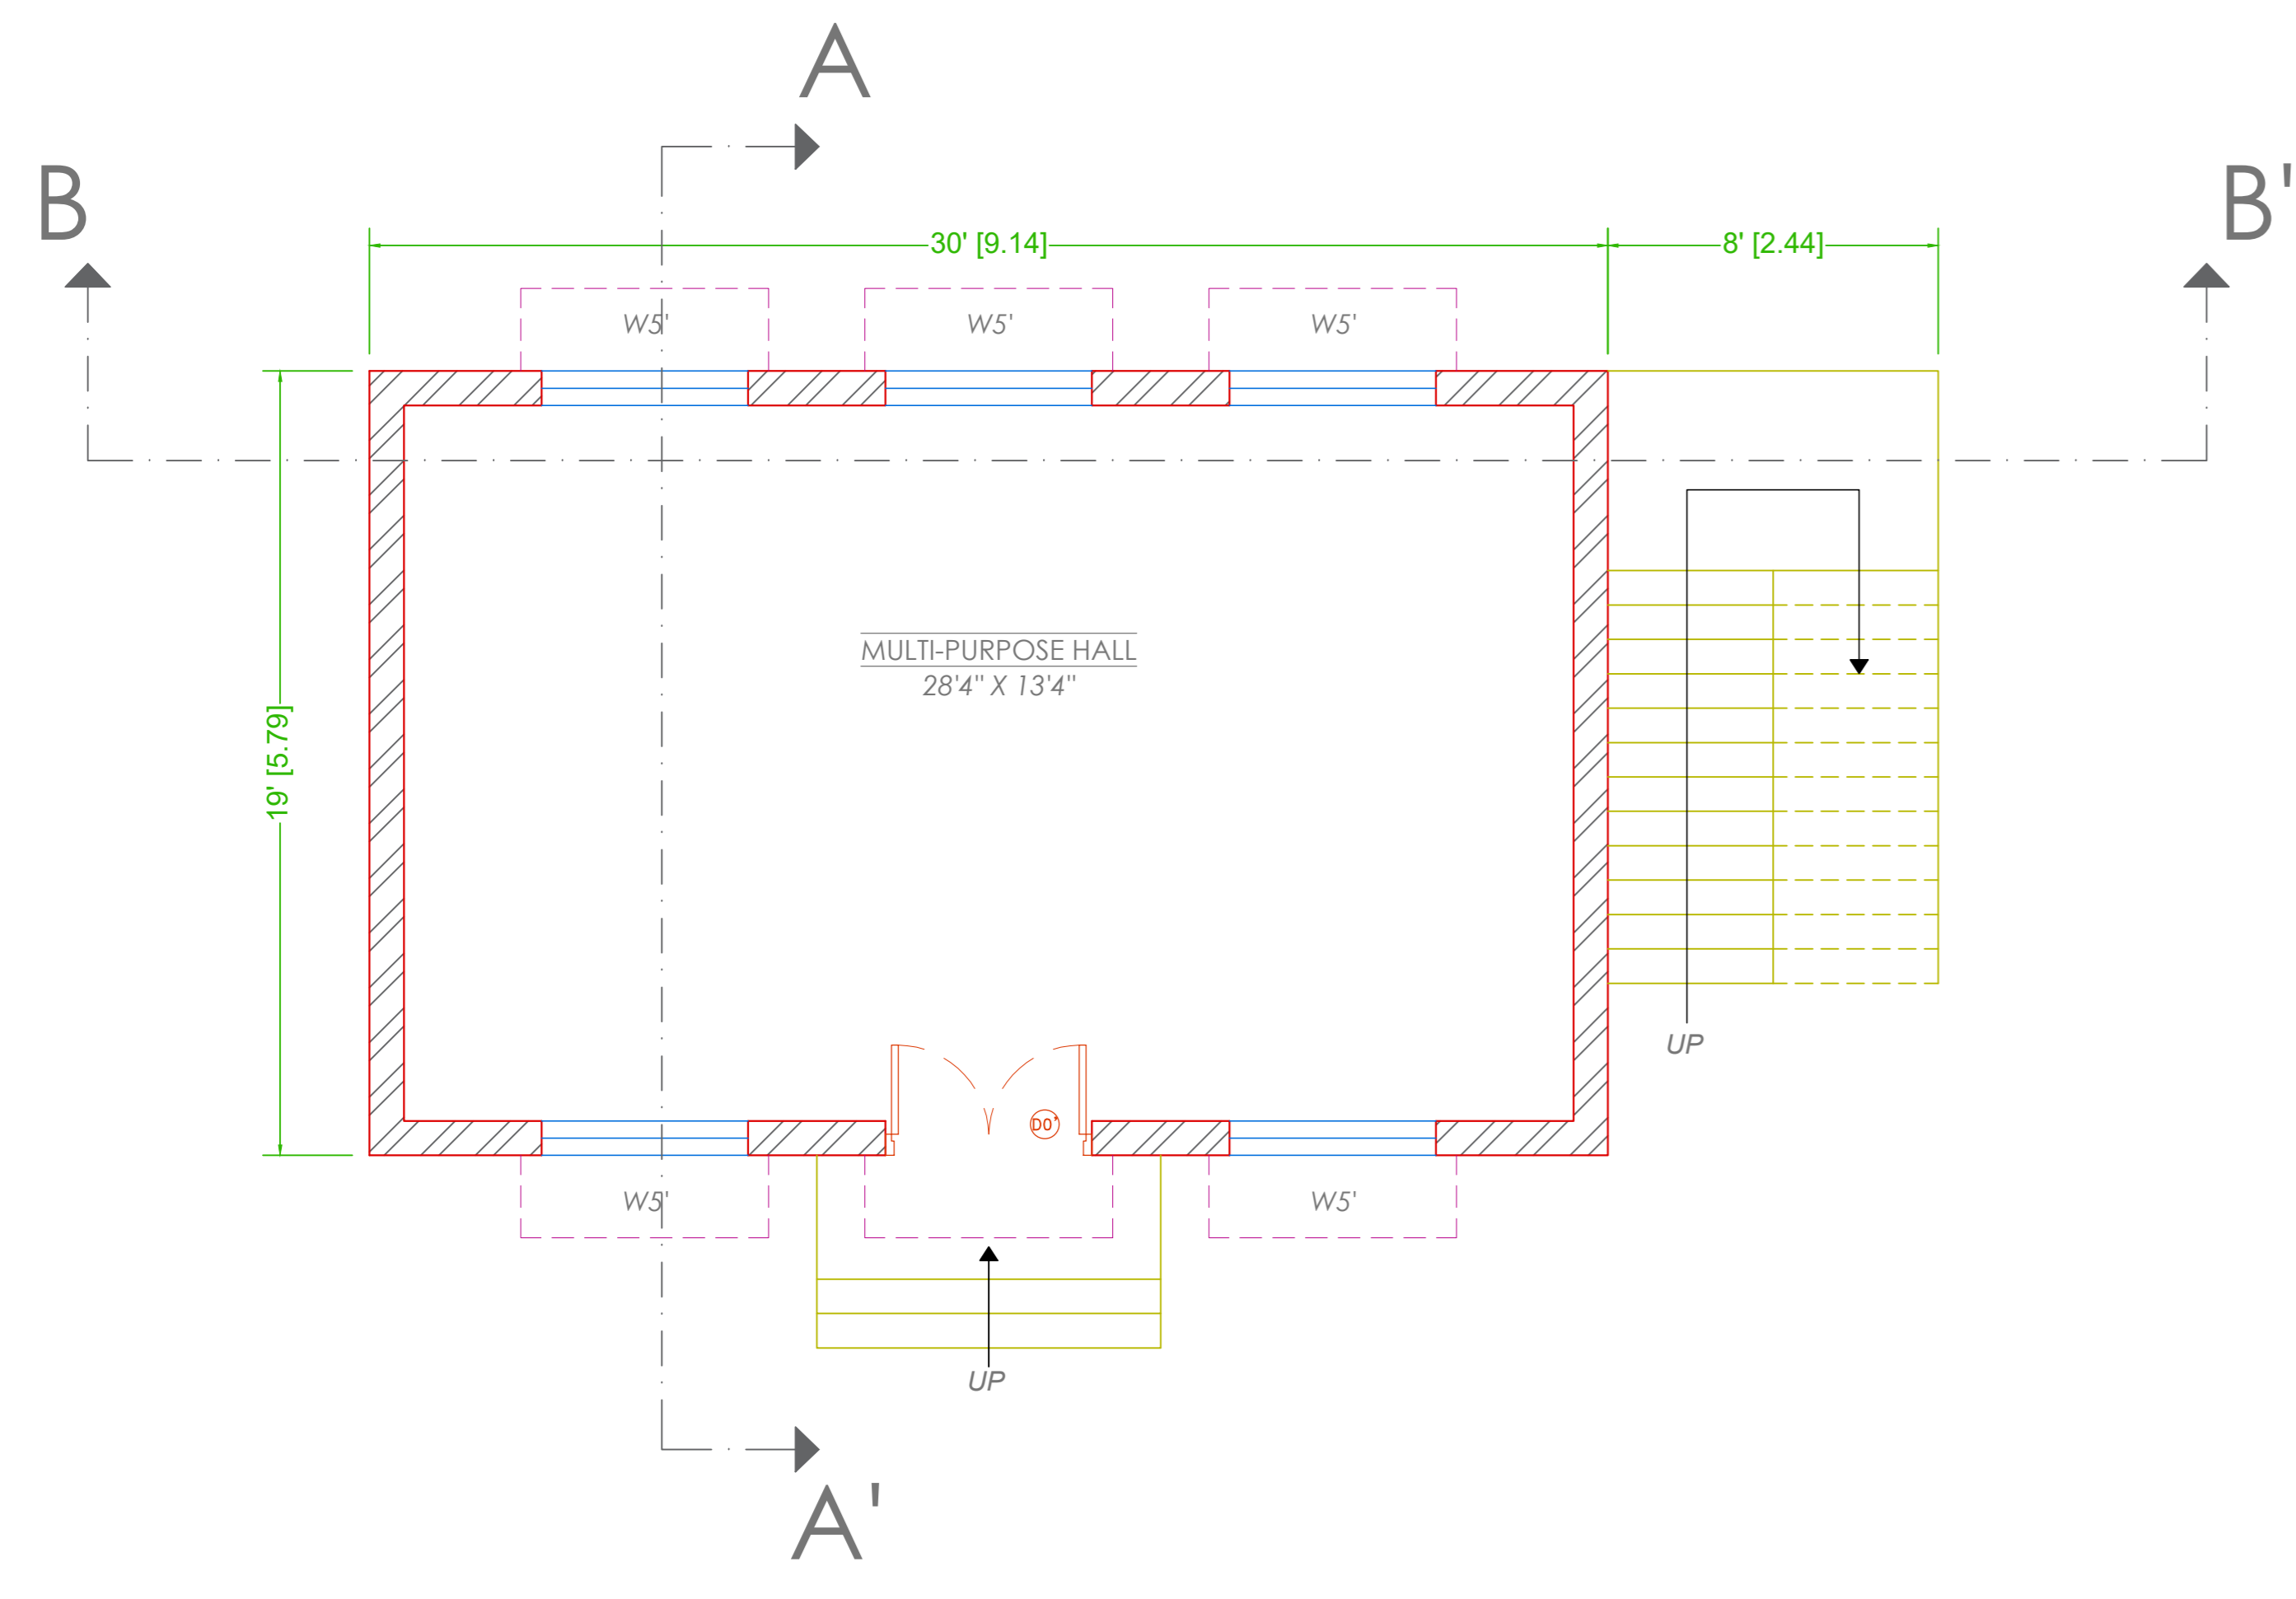 A
B
B'
30' [9.14]
8' [2.44]
W5'
W5'
W5'
MULTI-PURPOSE HALL
28'4" X 13'4"
19' [5.79]
UP
DO'
W5'
W5'
UP
A'